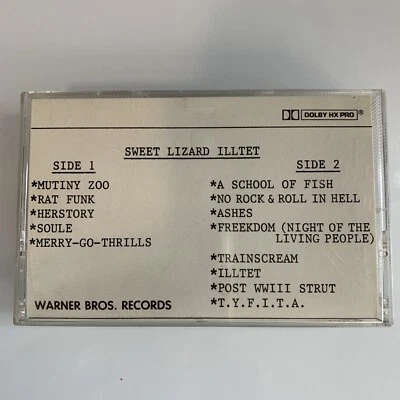 DOLBY HX PRO®
SWEET LIZARD ILLTET
SIDE 1
*MUTINY ZOO
*RAT FUNK
*HERSTORY
*SOULE
*MERRY-GO-THRILLS
SIDE 2
*A SCHOOL OF FISH
*NO ROCK & ROLL IN HELL
*ASHES
*FREEKDOM (NIGHT OF THE
LIVING PEOPLE)
*TRAINSCREAM
*ILLTET
*POST WWIII STRUT
*T.Y.F.I.T.A.
WARNER BROS. RECORDS